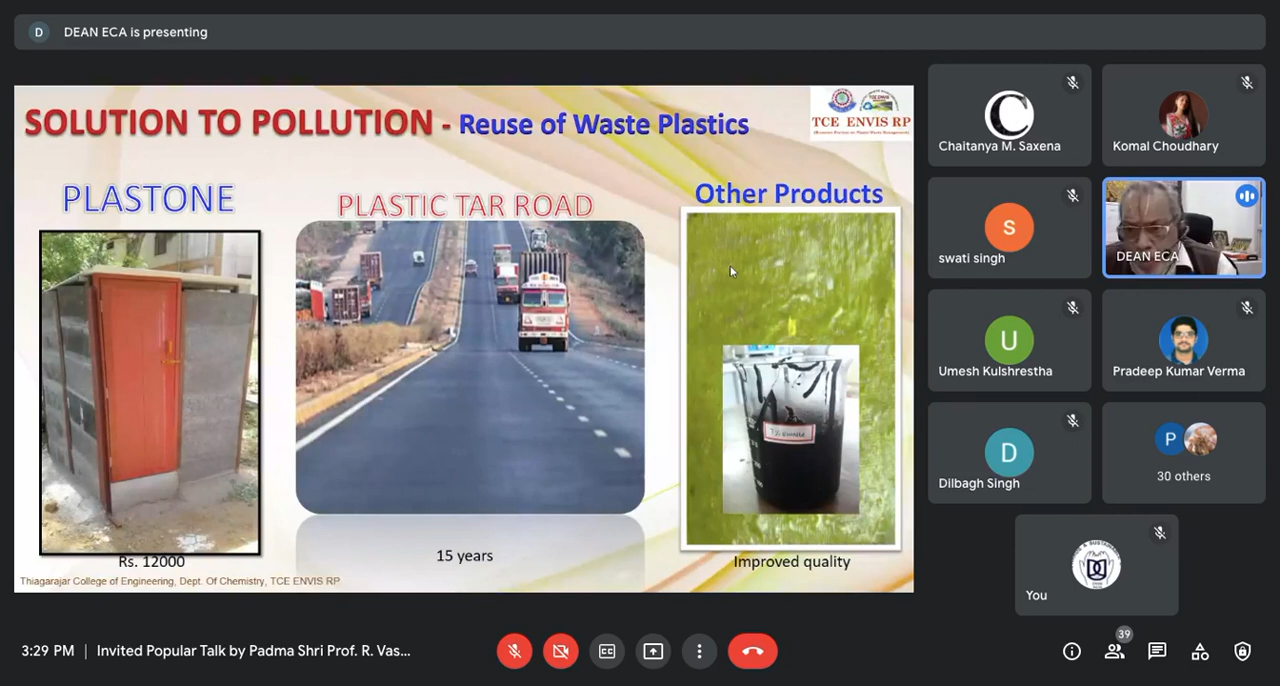 D
DEAN ECA is presenting
SOLUTION TO POLLUTION - Reuse of Waste Plastics
TCE ENVIS RP
PLASTONE
PLASTIC TAR ROAD
Other Products
Rs. 12000
15 years
Improved quality
Thiagarajar College of Engineering, Dept. Of Chemistry, TCE ENVIS RP
C
Chaitanya M. Saxena
Komal Choudhary
S
swati singh
DEAN ECA
U
Umesh Kulshrestha
Pradeep Kumar Verma
D
Dilbagh Singh
P
30 others
You
3:29 PM | Invited Popular Talk by Padma Shri Prof. R. Vas...
CC
39